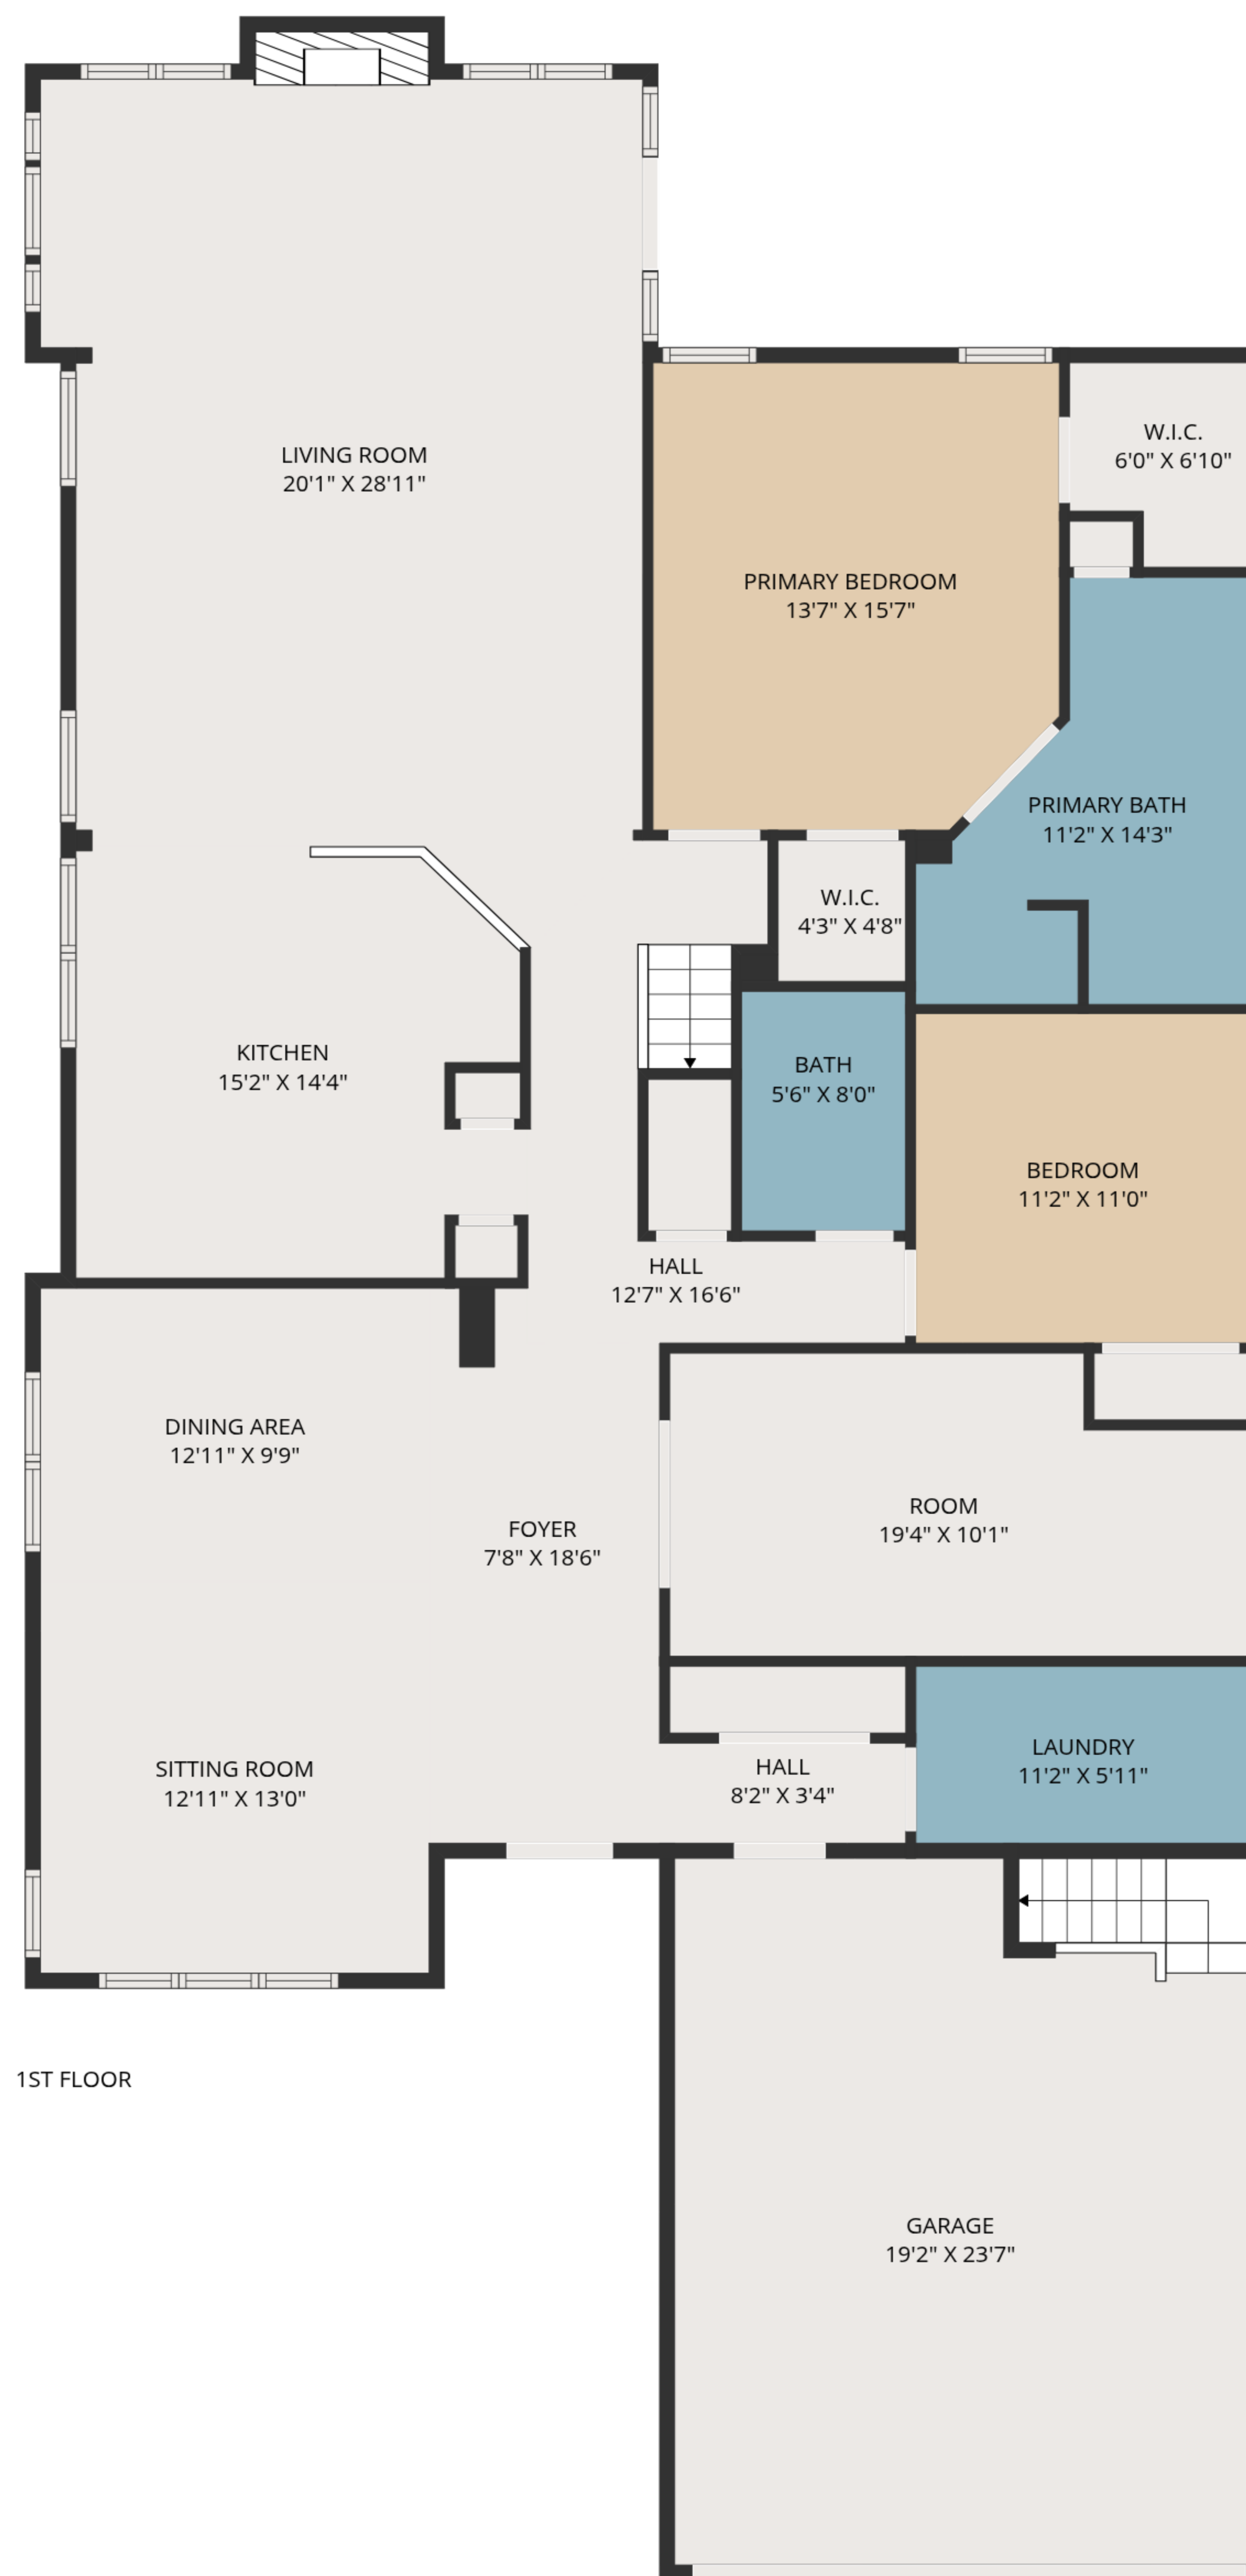 LIVING ROOM
20'1" X 28'11"
W.I.C.
6'0" X 6'10"
PRIMARY BEDROOM
13'7" X 15'7"
PRIMARY BATH
11'2" X 14'3"
W.I.C.
4'3" X 4'8"
KITCHEN
15'2" X 14'4"
BATH
5'6" X 8'0"
BEDROOM
11'2" X 11'0"
HALL
12'7" X 16'6"
DINING AREA
12'11" X 9'9"
FOYER
7'8" X 18'6"
ROOM
19'4" X 10'1"
SITTING ROOM
12'11" X 13'0"
HALL
8'2" X 3'4"
LAUNDRY
11'2" X 5'11"
1ST FLOOR
GARAGE
19'2" X 23'7"